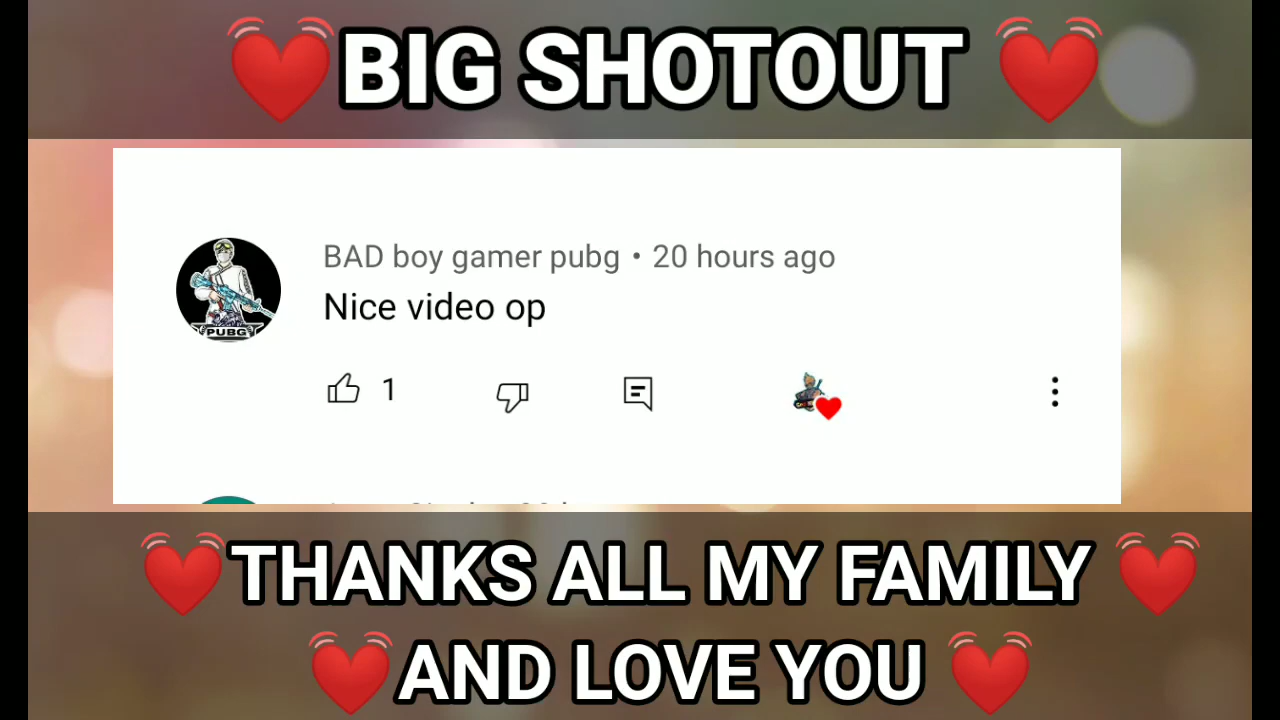 BIG SHOTOUT
BAD boy gamer pubg • 20 hours ago
Nice video op
PUBG
1
THANKS ALL MY FAMILY
AND LOVE YOU